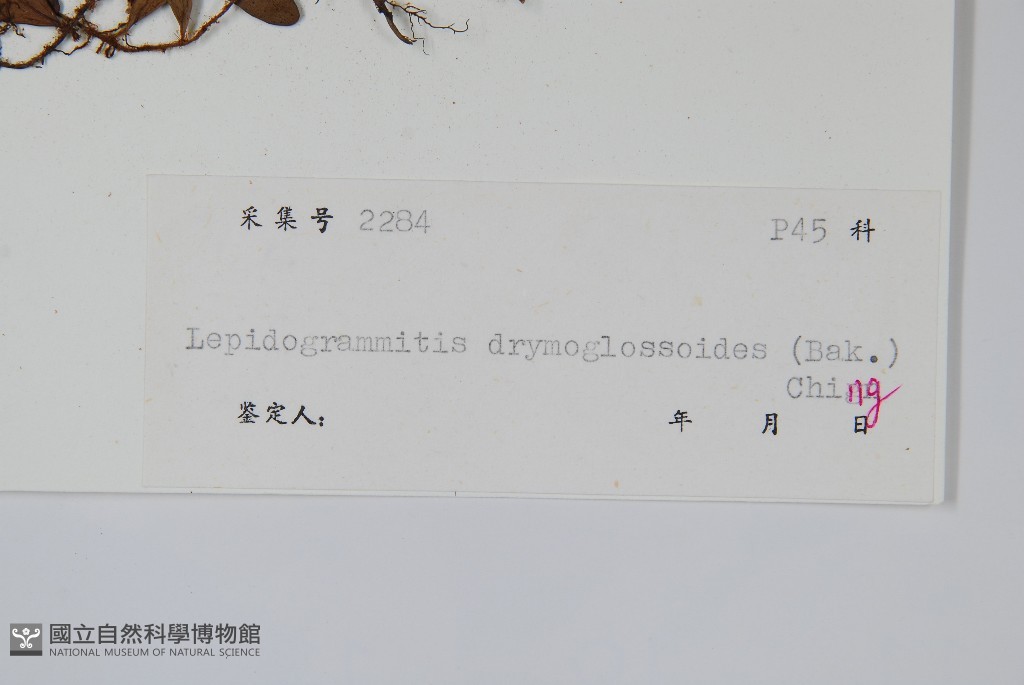 采集号 2284 P45 科
Lepidogrammitis drymoglossoides (Bak.)
Ching
鉴定人: 年 月 日
國立自然科學博物館
NATIONAL MUSEUM OF NATURAL SCIENCE